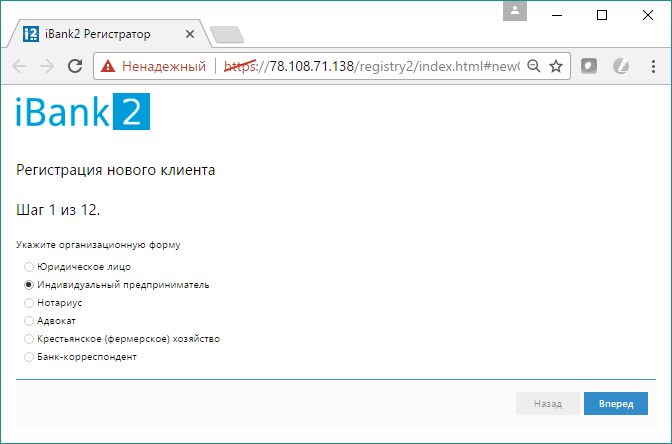 iBank2 Регистратор
Ненадежный https://78.108.71.138/registry2/index.html#new
iBank 2
Регистрация нового клиента
Шаг 1 из 12.
Укажите организационную форму
Юридическое лицо
Индивидуальный предприниматель
Нотариус
Адвокат
Крестьянское (фермерское) хозяйство
Банк-корреспондент
Назад Вперед